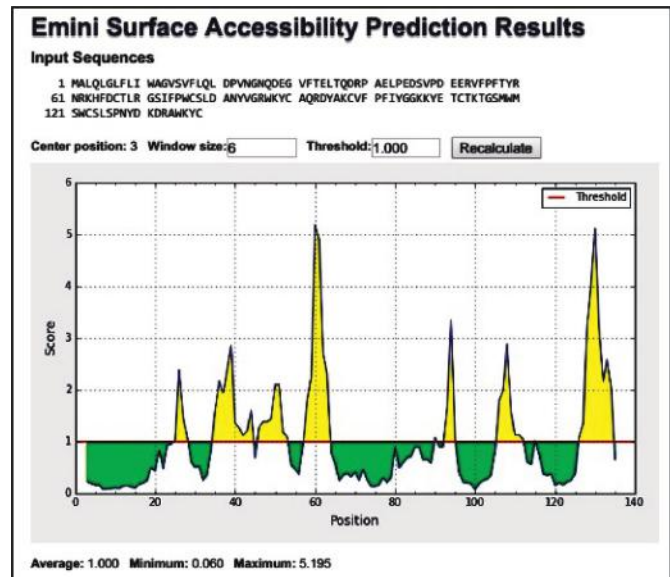 Emini Surface Accessibility Prediction Results
Input Sequences
1 MALQLGLFLI WAGVSVFLQL DPVNGNQDEG VFTELTQDRP AELPEDSVPD EERVFPFTYR
61 NRKHFDCTLR GSIFPWCSLD ANYVGRWKYC AQRDYAKCVF PFIYGGKKYE TCTKTGSMWM
121 SWCSLSPNYD KDRAWKYC
Center position: 3 Window size: 6 Threshold: 1.000 Recalculate
Threshold
6
5
4
3
2
1
0
Score
0 20 40 60 80 100 120 140
Position
Average: 1.000 Minimum: 0.060 Maximum: 5.195